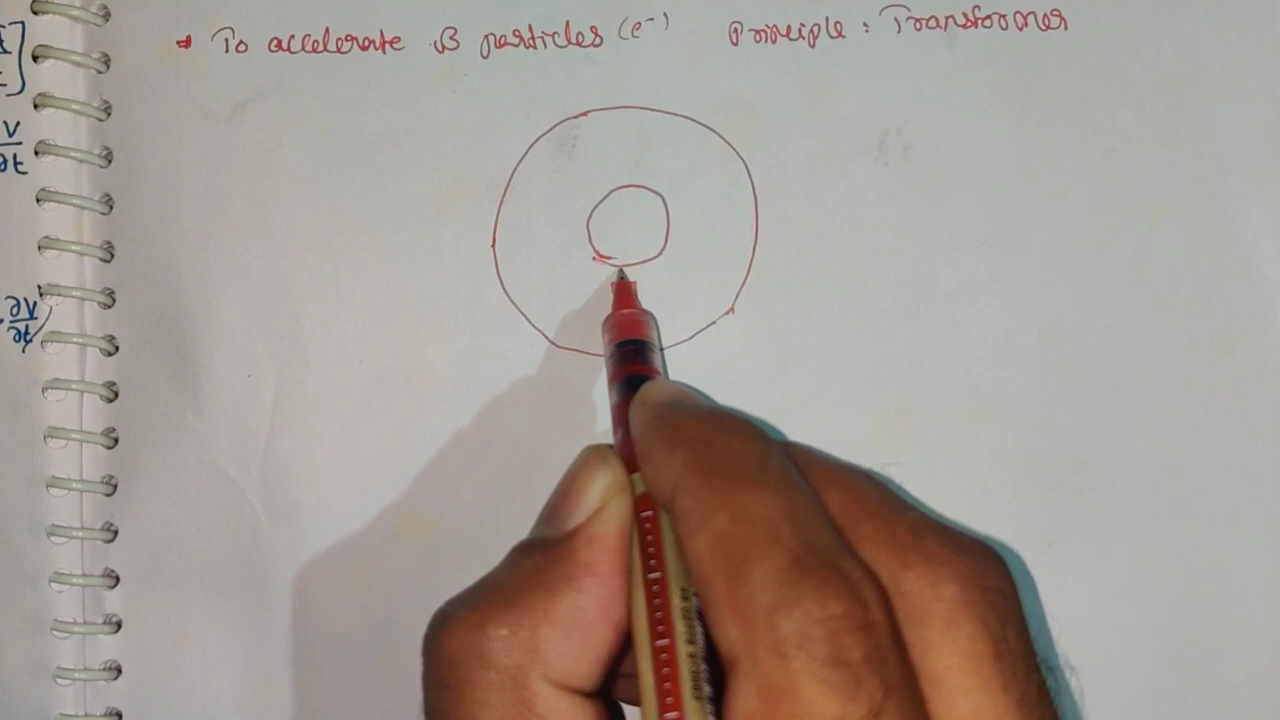 To accelerate β particles (e⁻) Principle : Transformer
V